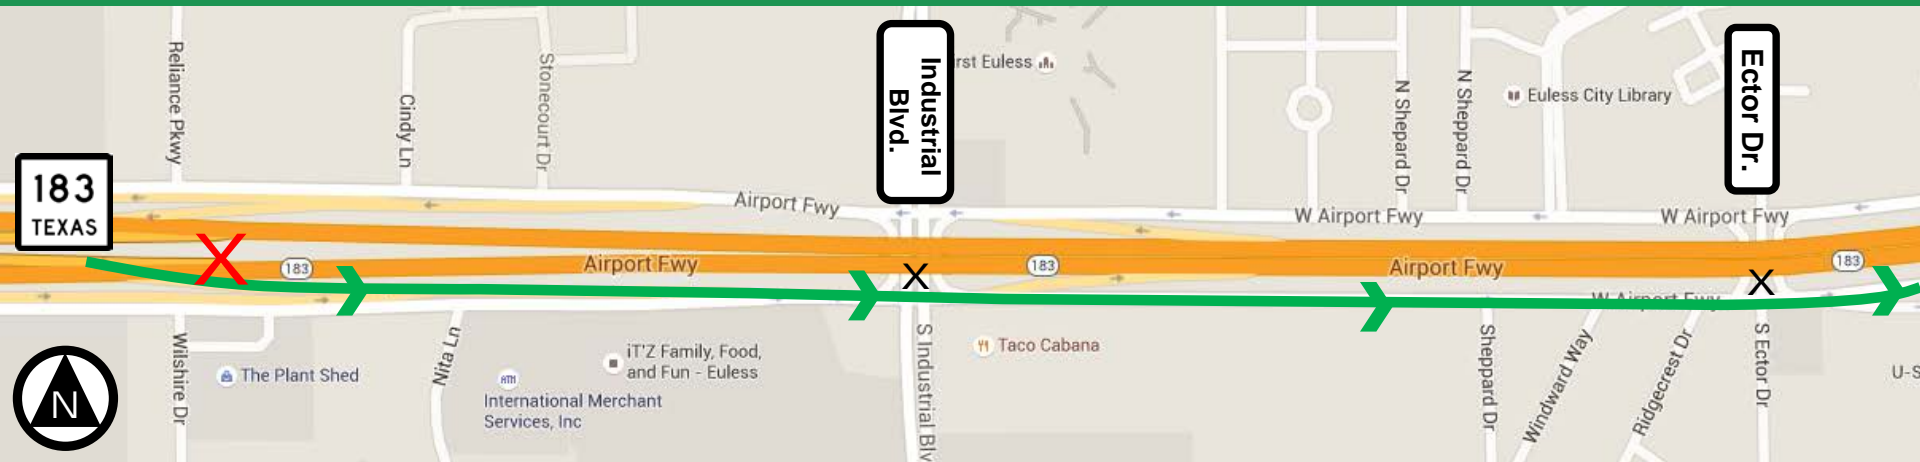 Reliance Pkwy
Cindy Ln
Stonecourt Dr
Industrial
Blvd.
irst Euless
N Shepard Dr
N Sheppard Dr
Euless City Library
Ector Dr.
183
TEXAS
Airport Fwy
W Airport Fwy
W Airport Fwy
183
Airport Fwy
183
Airport Fwy
183
X
X
X
W Airport Fwy
Wilshire Dr
The Plant Shed
Nita Ln
ATM
International Merchant
Services, Inc
iT'Z Family, Food,
and Fun - Euless
S Industrial Blv
Taco Cabana
Sheppard Dr
Windward Way
Ridgecrest Dr
S Ector Dr
U-S
N